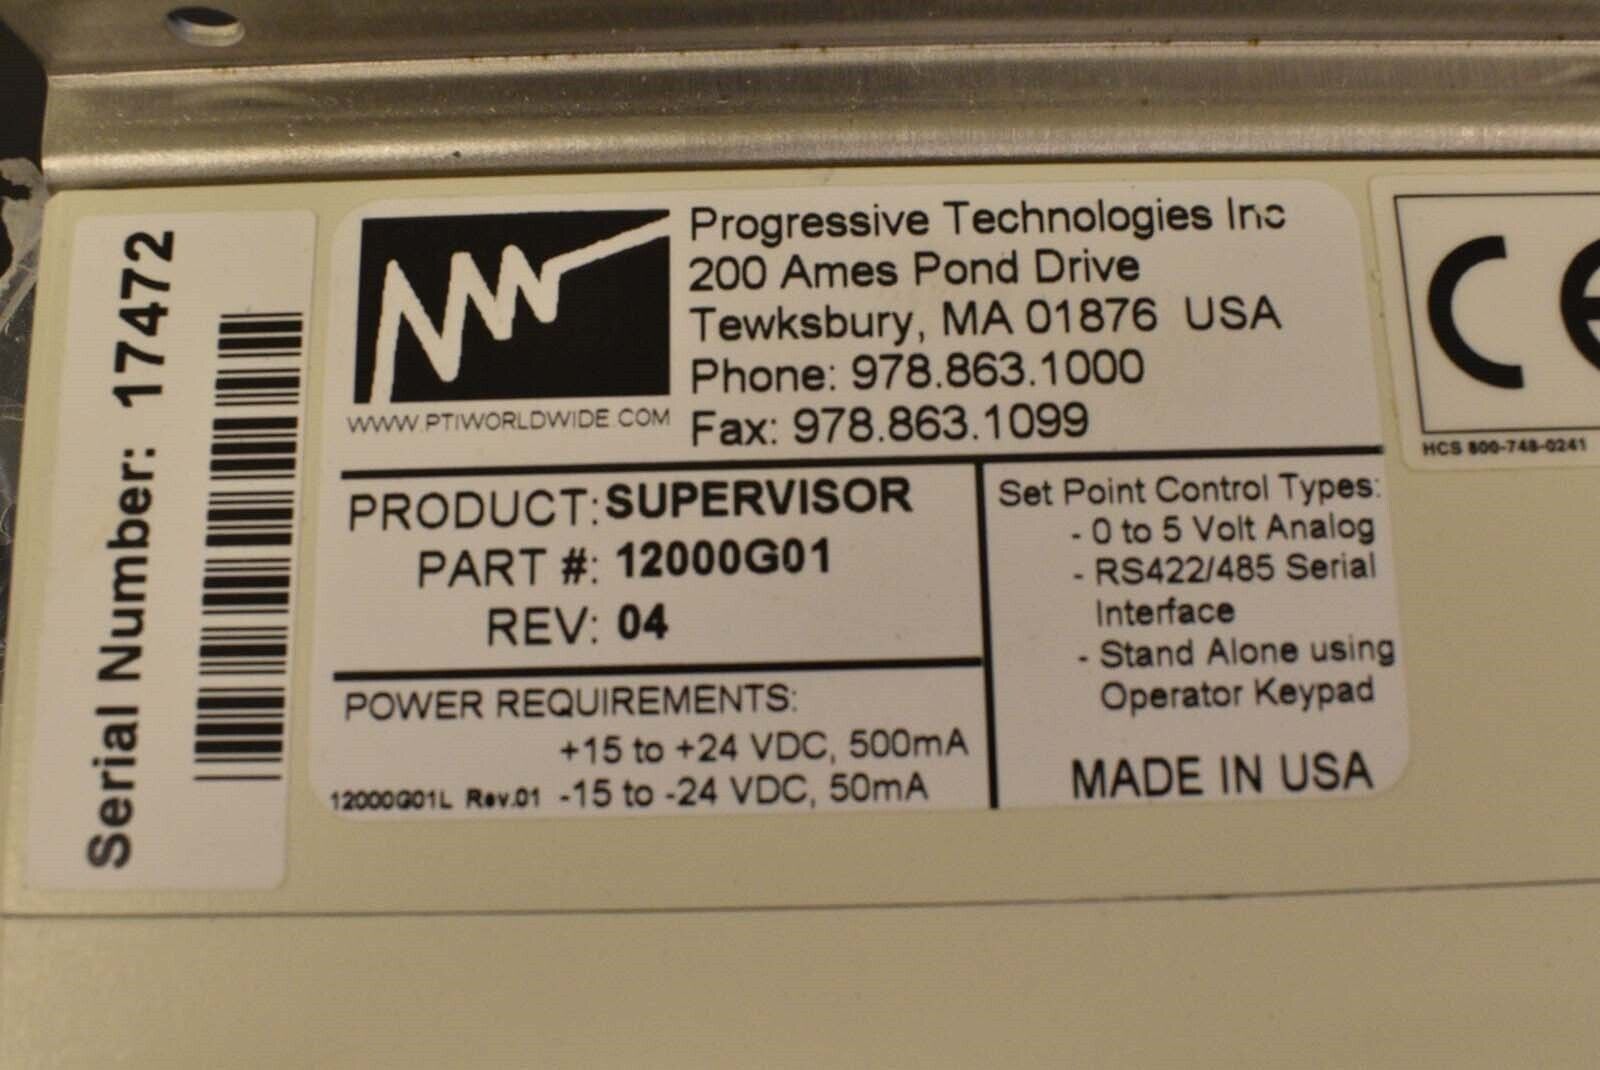 Serial Number: 17472
Progressive Technologies Inc
200 Ames Pond Drive
Tewksbury, MA 01876 USA
Phone: 978.863.1000
Fax: 978.863.1099
WWW.PTIWORLDWIDE.COM
PRODUCT: SUPERVISOR
PART #: 12000G01
REV: 04
POWER REQUIREMENTS:
+15 to +24 VDC, 500mA
-15 to -24 VDC, 50mA
12000G01L Rev.01
Set Point Control Types:
- 0 to 5 Volt Analog
- RS422/485 Serial
Interface
- Stand Alone using
Operator Keypad
MADE IN USA
CE
HCS 800-748-0241